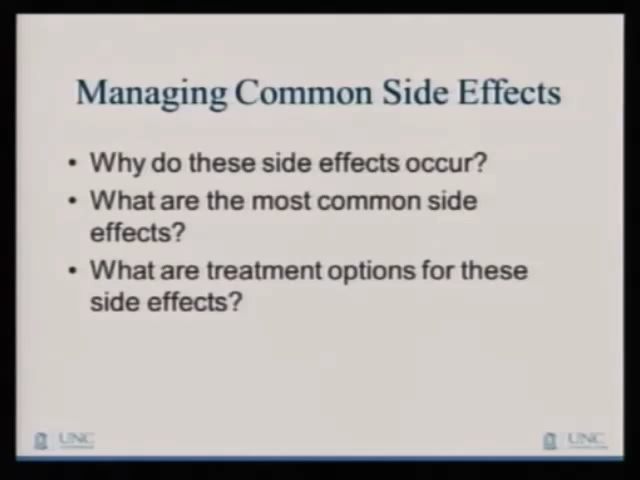 Managing Common Side Effects
• Why do these side effects occur?
• What are the most common side
effects?
• What are treatment options for these
side effects?
UNC
UNC